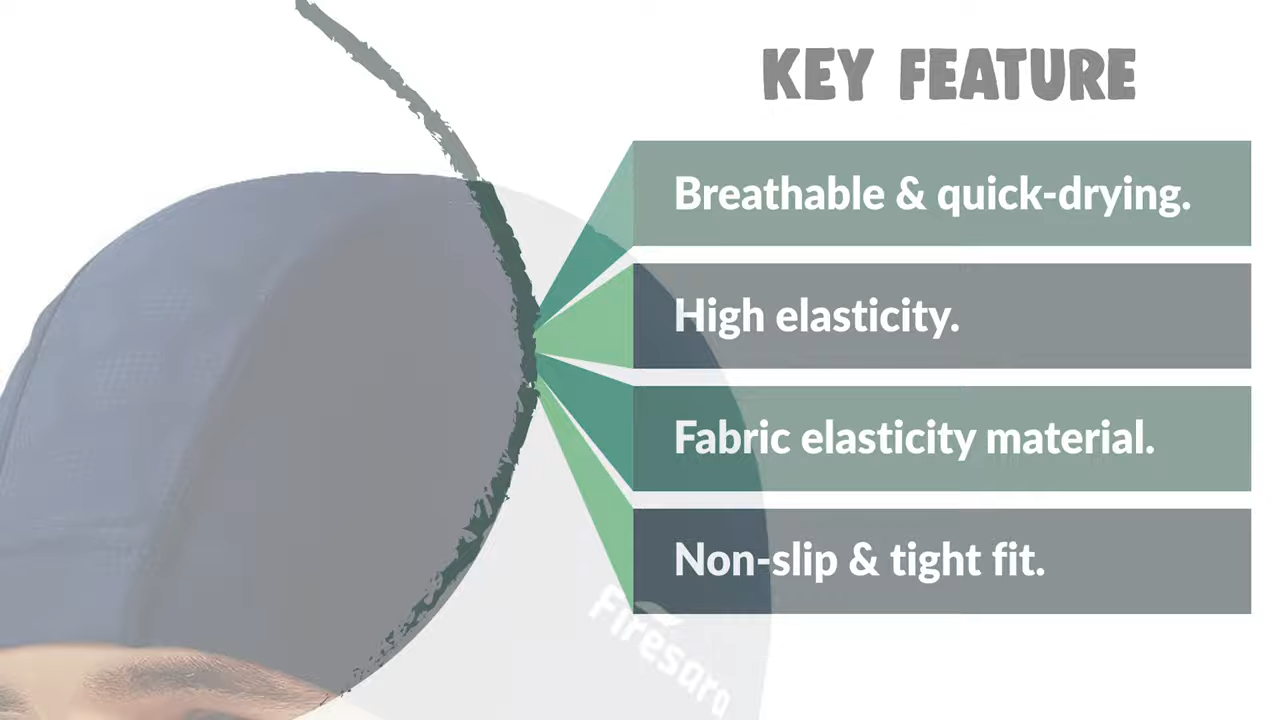 KEY FEATURE
Breathable & quick-drying.
High elasticity.
Fabric elasticity material.
Non-slip & tight fit.
Firesara